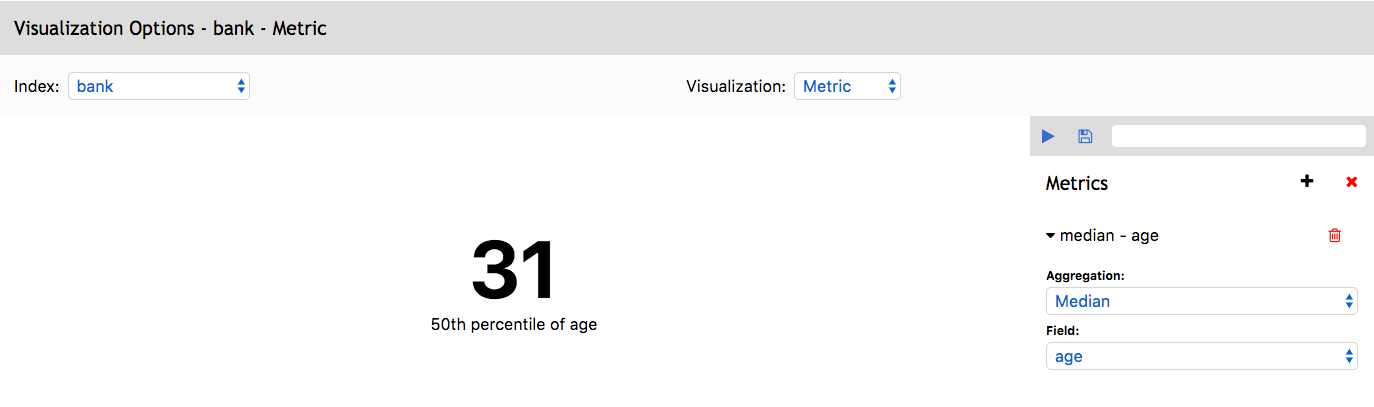 Visualization Options - bank - Metric
Index: bank
Visualization: Metric
Metrics
median - age
Aggregation:
Median
Field:
age
31
50th percentile of age